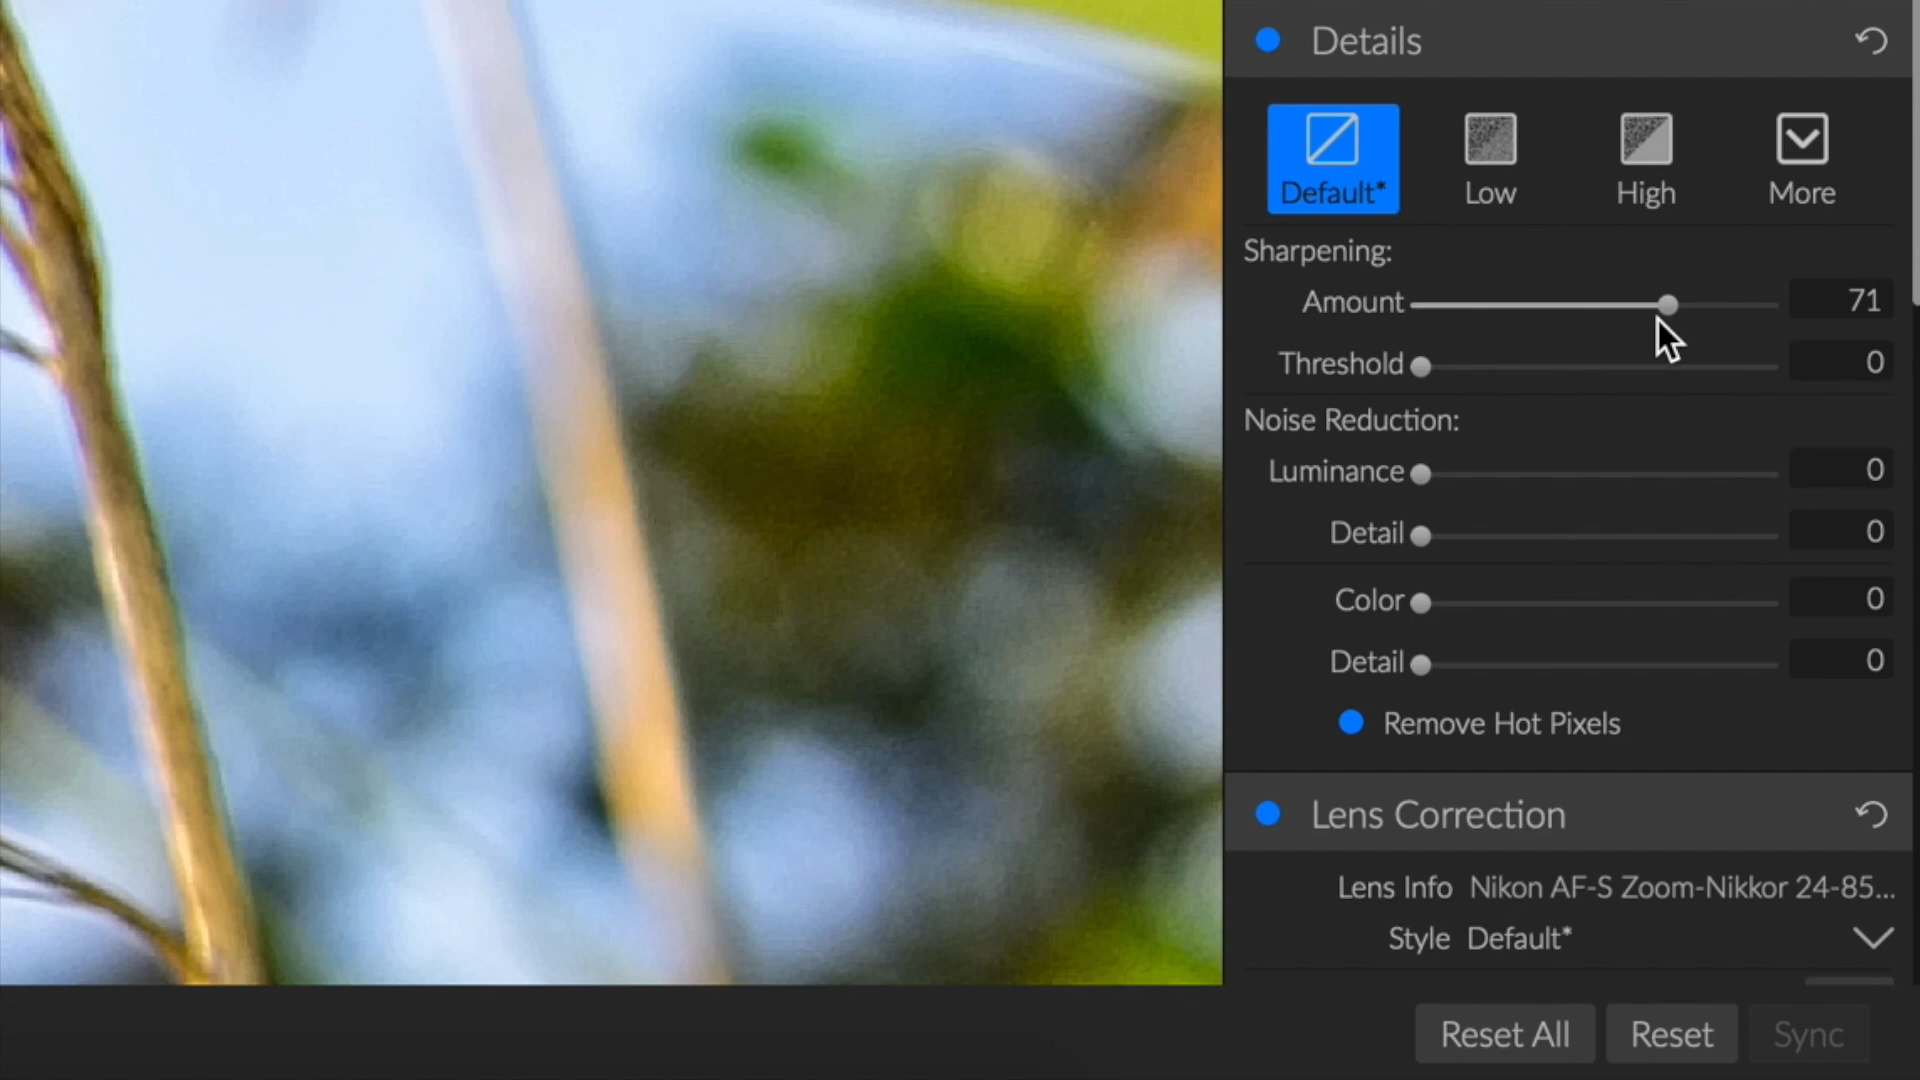 Details
Default*
Low
High
More
Sharpening:
Amount 71
Threshold 0
Noise Reduction:
Luminance 0
Detail 0
Color 0
Detail 0
Remove Hot Pixels
Lens Correction
Lens Info Nikon AF-S Zoom-Nikkor 24-85...
Style Default*
Reset All
Reset
Sync